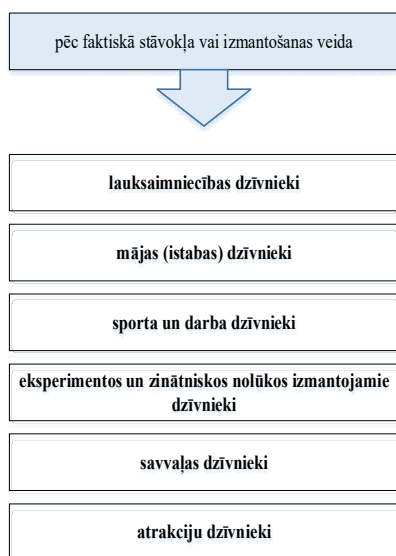 pēc faktiskā stāvokļa vai izmantošanas veida
lauksaimniecības dzīvnieki
mājas (istabas) dzīvnieki
sporta un darba dzīvnieki
eksperimentos un zinātniskos nolūkos izmantojamie
dzīvnieki
savvaļas dzīvnieki
atrakciju dzīvnieki